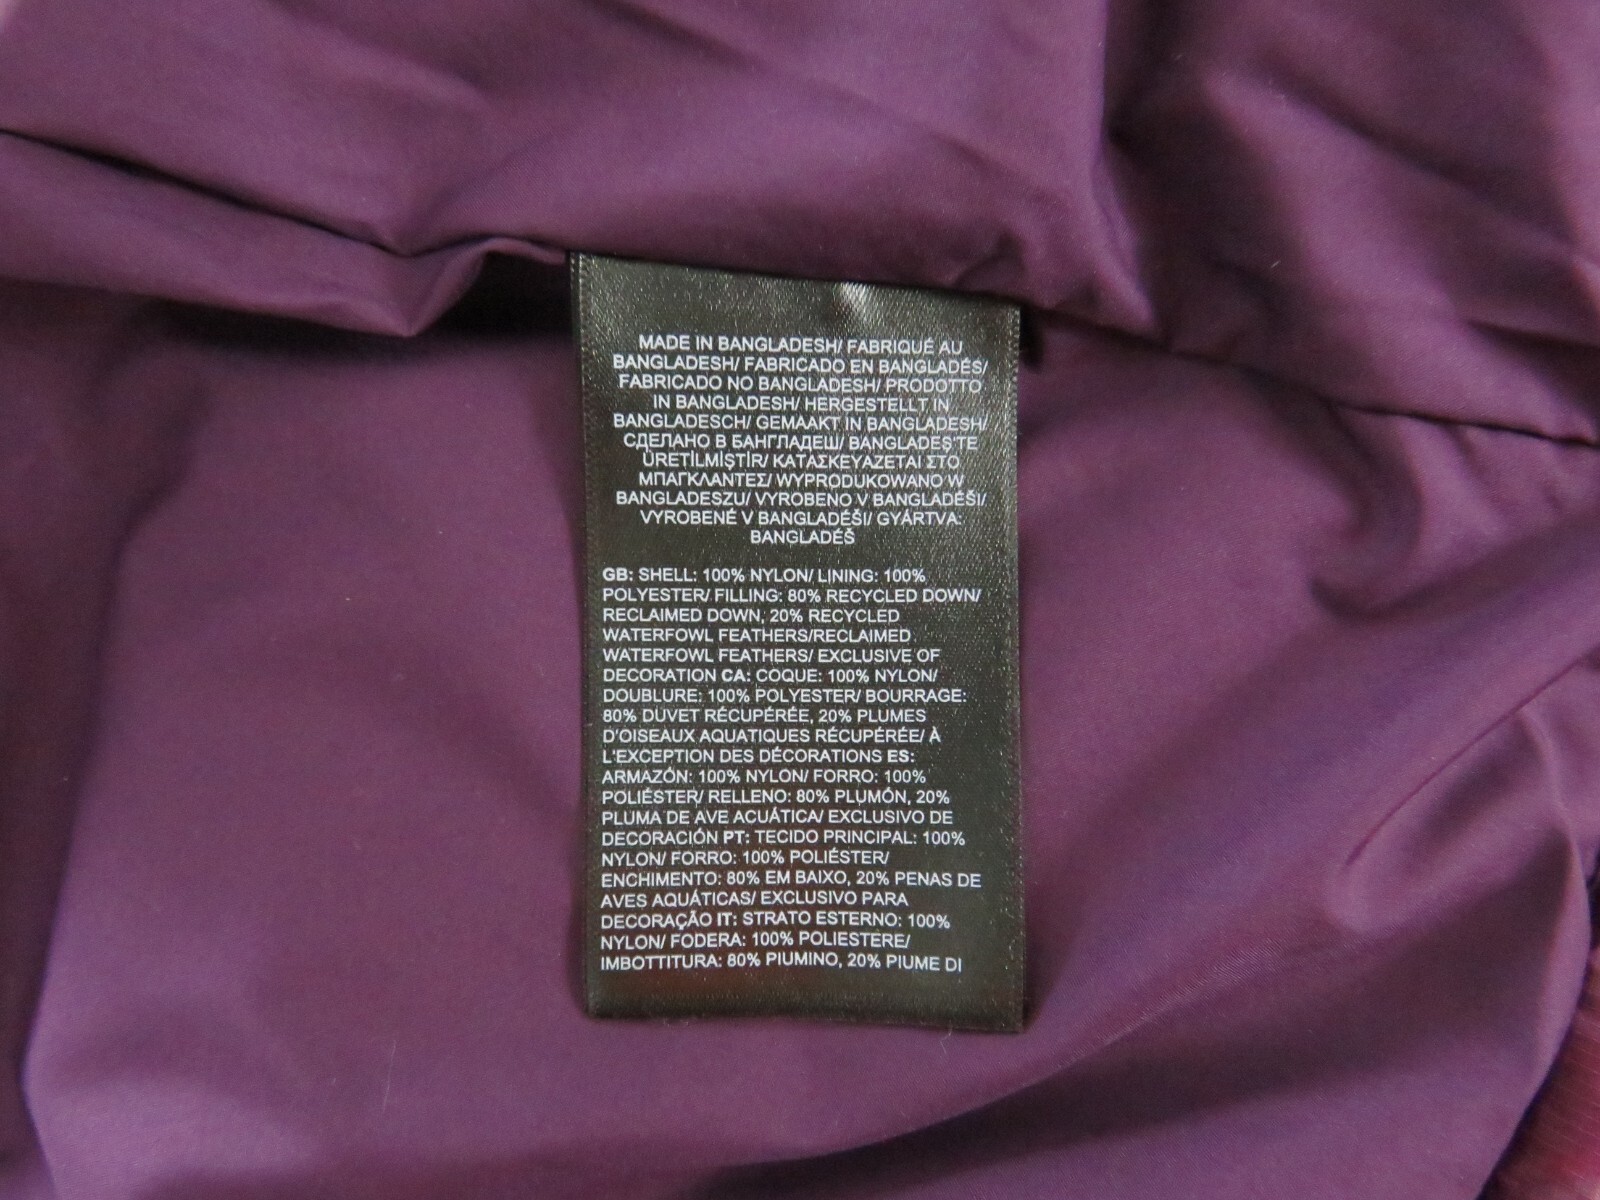 MADE IN BANGLADESH/ FABRIQUÉ AU
BANGLADESH/ FABRICADO EN BANGLADÉS/
FABRICADO NO BANGLADESH/ PRODOTTO
IN BANGLADESH/ HERGESTELLT IN
BANGLADESCH/ GEMAAKT IN BANGLADESH/
СДЕЛАНО В БАНГЛАДЕШ/ BANGLADEŞ'TE
ÜRETİLMİŞTİR/ ΚΑΤΑΣΚΕΥΑΖΕΤΑΙ ΣΤΟ
ΜΠΑΓΚΛΑΝΤΕΣ/ WYPRODUKOWANO W
BANGLADESZU/ VYROBENO V BANGLADÉŠI/
VYROBENÉ V BANGLADÉŠI/ GYÁRTVA:
BANGLADÉŠ
GB: SHELL: 100% NYLON/ LINING: 100%
POLYESTER/ FILLING: 80% RECYCLED DOWN/
RECLAIMED DOWN, 20% RECYCLED
WATERFOWL FEATHERS/RECLAIMED
WATERFOWL FEATHERS/ EXCLUSIVE OF
DECORATION CA: COQUE: 100% NYLON/
DOUBLURE: 100% POLYESTER/ BOURRAGE:
80% DUVET RÉCUPÉRÉE, 20% PLUMES
D'OISEAUX AQUATIQUES RÉCUPÉRÉE/ À
L'EXCEPTION DES DÉCORATIONS ES:
ARMAZÓN: 100% NYLON/ FORRO: 100%
POLIÉSTER/ RELLENO: 80% PLUMÓN, 20%
PLUMA DE AVE ACUÁTICA/ EXCLUSIVO DE
DECORACIÓN PT: TECIDO PRINCIPAL: 100%
NYLON/ FORRO: 100% POLIÉSTER/
ENCHIMENTO: 80% EM BAIXO, 20% PENAS DE
AVES AQUÁTICAS/ EXCLUSIVO PARA
DECORAÇÃO IT: STRATO ESTERNO: 100%
NYLON/ FODERA: 100% POLIESTERE/
IMBOTTITURA: 80% PIUMINO, 20% PIUME DI